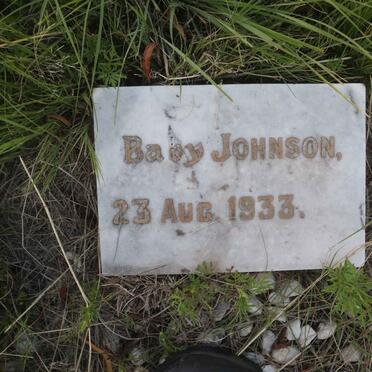 Baby JOHNSON,
23 AUG. 1933.